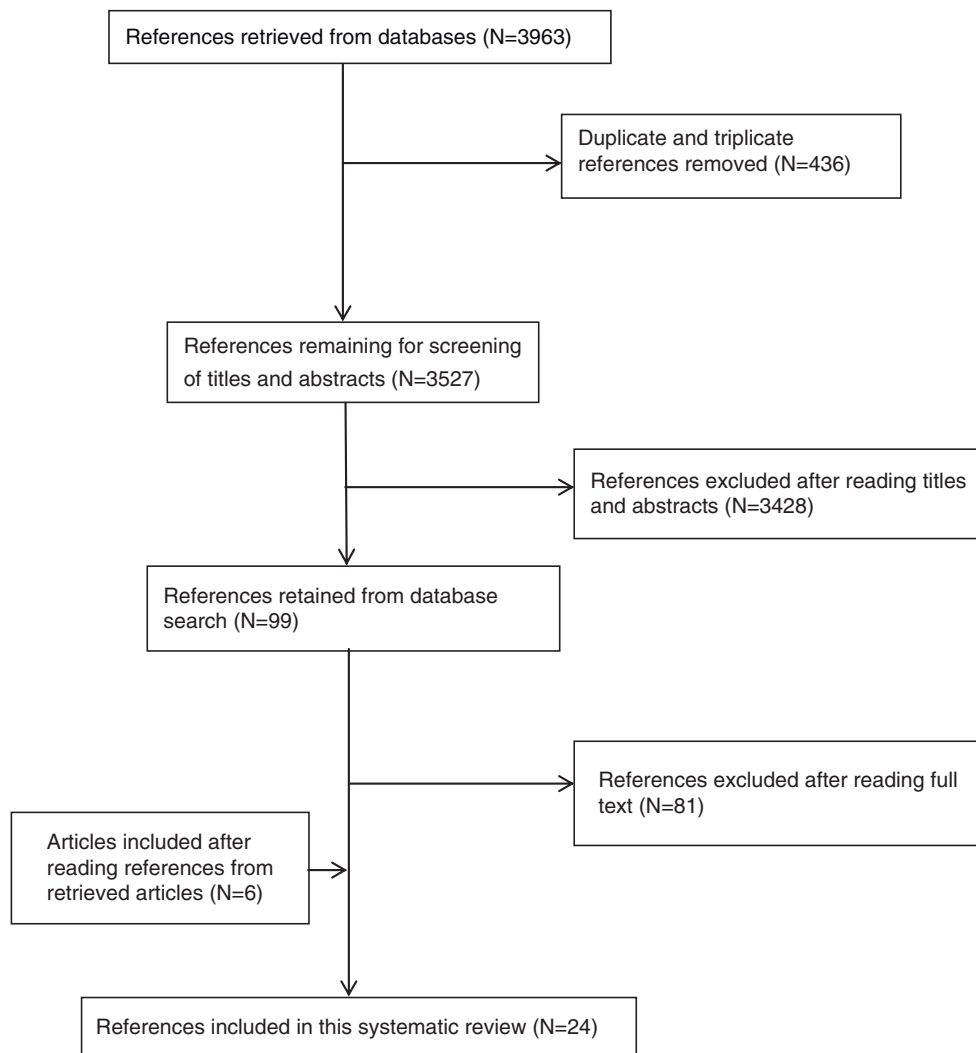 References retrieved from databases (N=3963)
Duplicate and triplicate
references removed (N=436)
References remaining for screening
of titles and abstracts (N=3527)
References excluded after reading titles
and abstracts (N=3428)
References retained from database
search (N=99)
References excluded after reading full
text (N=81)
Articles included after
reading references from
retrieved articles (N=6)
References included in this systematic review (N=24)